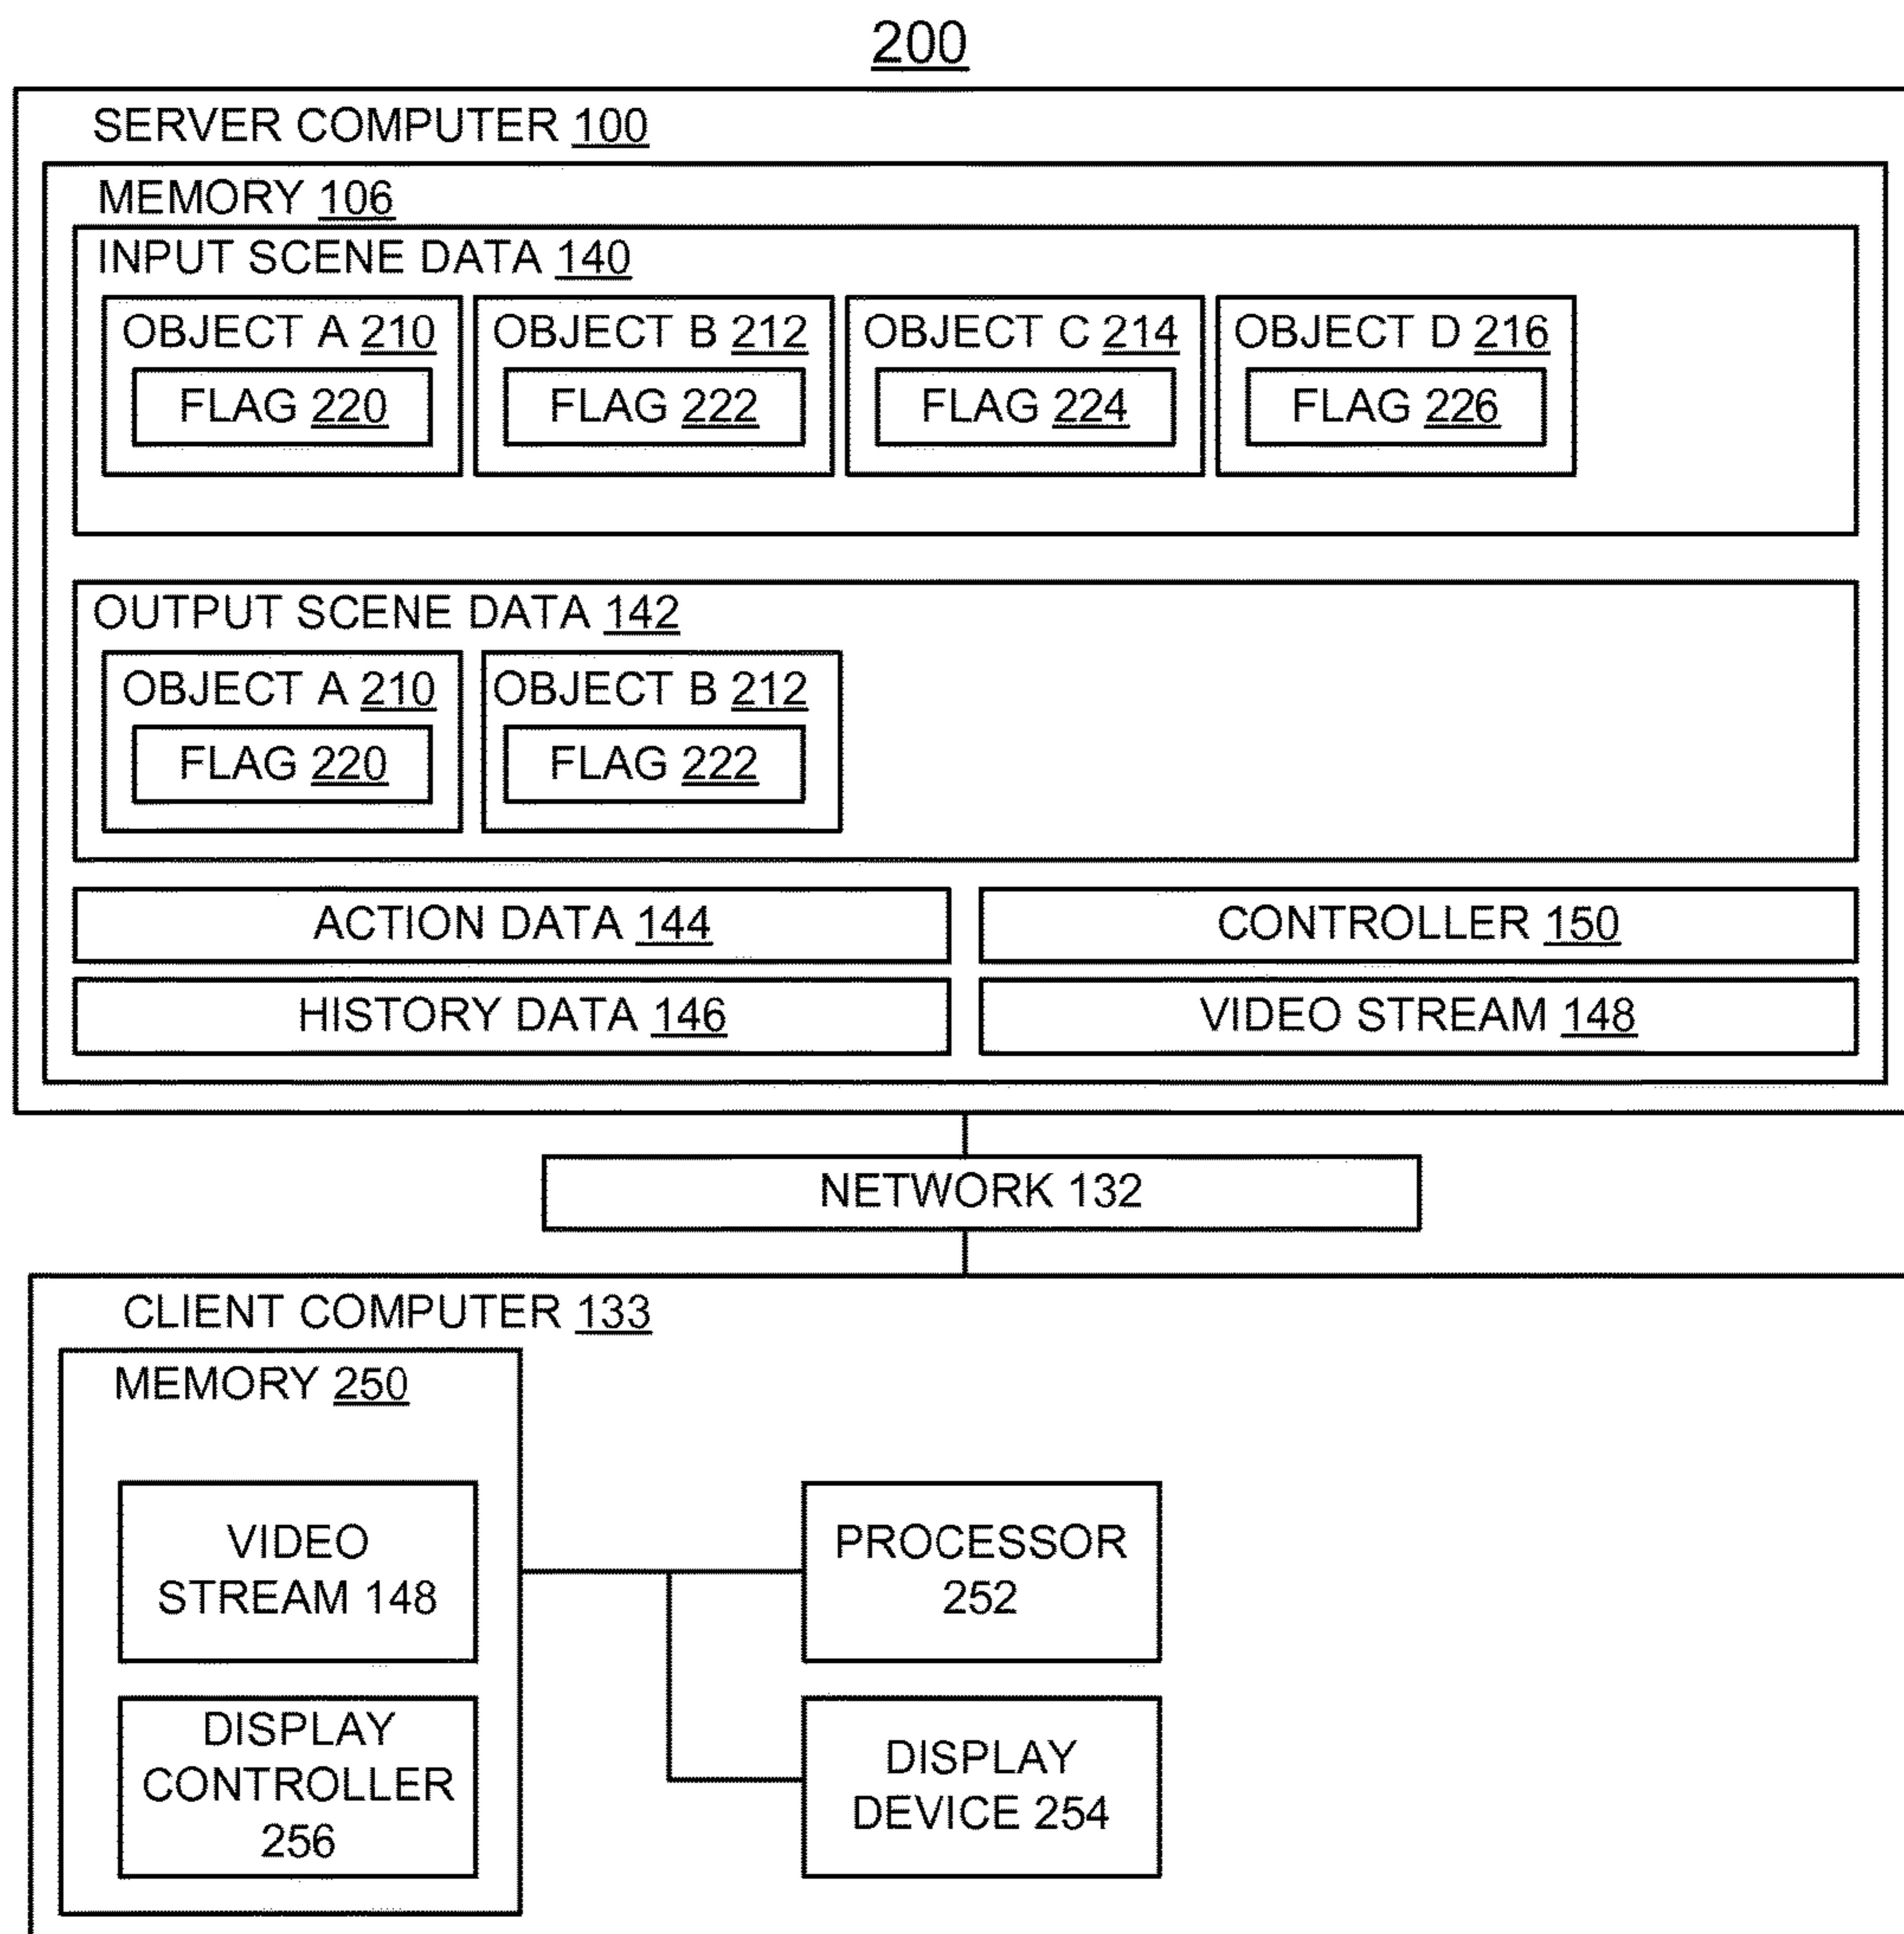 200
SERVER COMPUTER 100
MEMORY 106
INPUT SCENE DATA 140
OBJECT A 210
FLAG 220
OBJECT B 212
FLAG 222
OBJECT C 214
FLAG 224
OBJECT D 216
FLAG 226
OUTPUT SCENE DATA 142
OBJECT A 210
FLAG 220
OBJECT B 212
FLAG 222
ACTION DATA 144
CONTROLLER 150
HISTORY DATA 146
VIDEO STREAM 148
NETWORK 132
CLIENT COMPUTER 133
MEMORY 250
VIDEO
STREAM 148
PROCESSOR
252
DISPLAY
CONTROLLER
256
DISPLAY
DEVICE 254